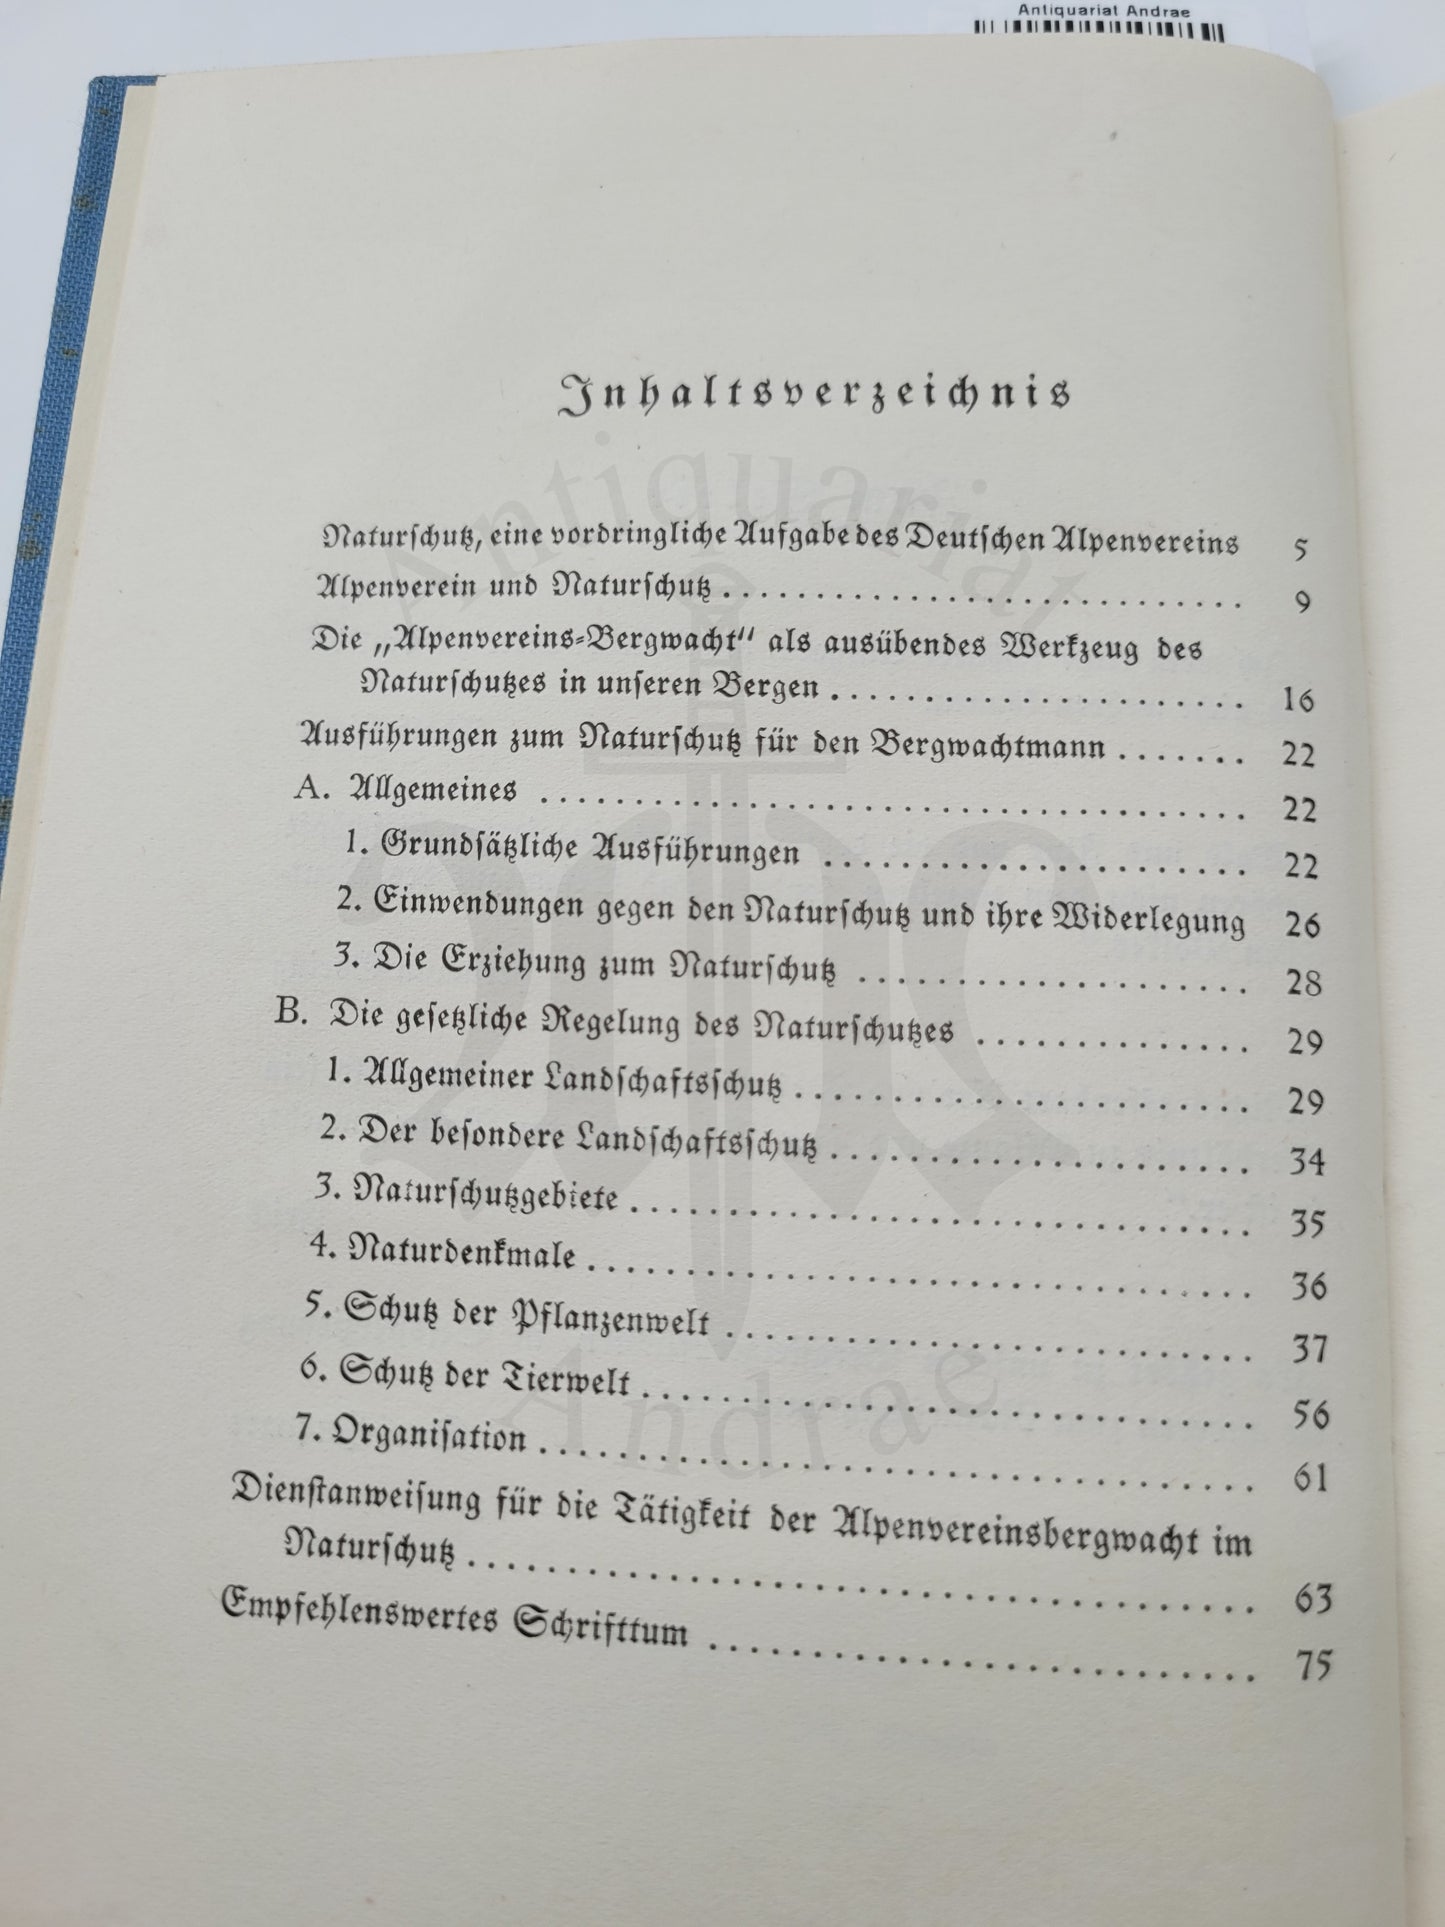 Antiquariat Andrae
Inhaltsverzeichnis
Naturschutz, eine vordringliche Aufgabe des Deutschen Alpenvereins 5
Alpenverein und Naturschutz 9
Die „Alpenvereins-Bergwacht“ als ausübendes Werkzeug des
Naturschutzes in unseren Bergen 16
Ausführungen zum Naturschutz für den Bergwachtmann 22
A. Allgemeines 22
1. Grundsätzliche Ausführungen 22
2. Einwendungen gegen den Naturschutz und ihre Widerlegung 26
3. Die Erziehung zum Naturschutz 28
B. Die gesetzliche Regelung des Naturschutzes 29
1. Allgemeiner Landschaftsschutz 29
2. Der besondere Landschaftsschutz 34
3. Naturschutzgebiete 35
4. Naturdenkmale 36
5. Schutz der Pflanzenwelt 37
6. Schutz der Tierwelt 56
7. Organisation 61
Dienstanweisung für die Tätigkeit der Alpenvereinsbergwacht im
Naturschutz 63
Empfehlenswertes Schrifttum 75
Antiquariat
Andrae